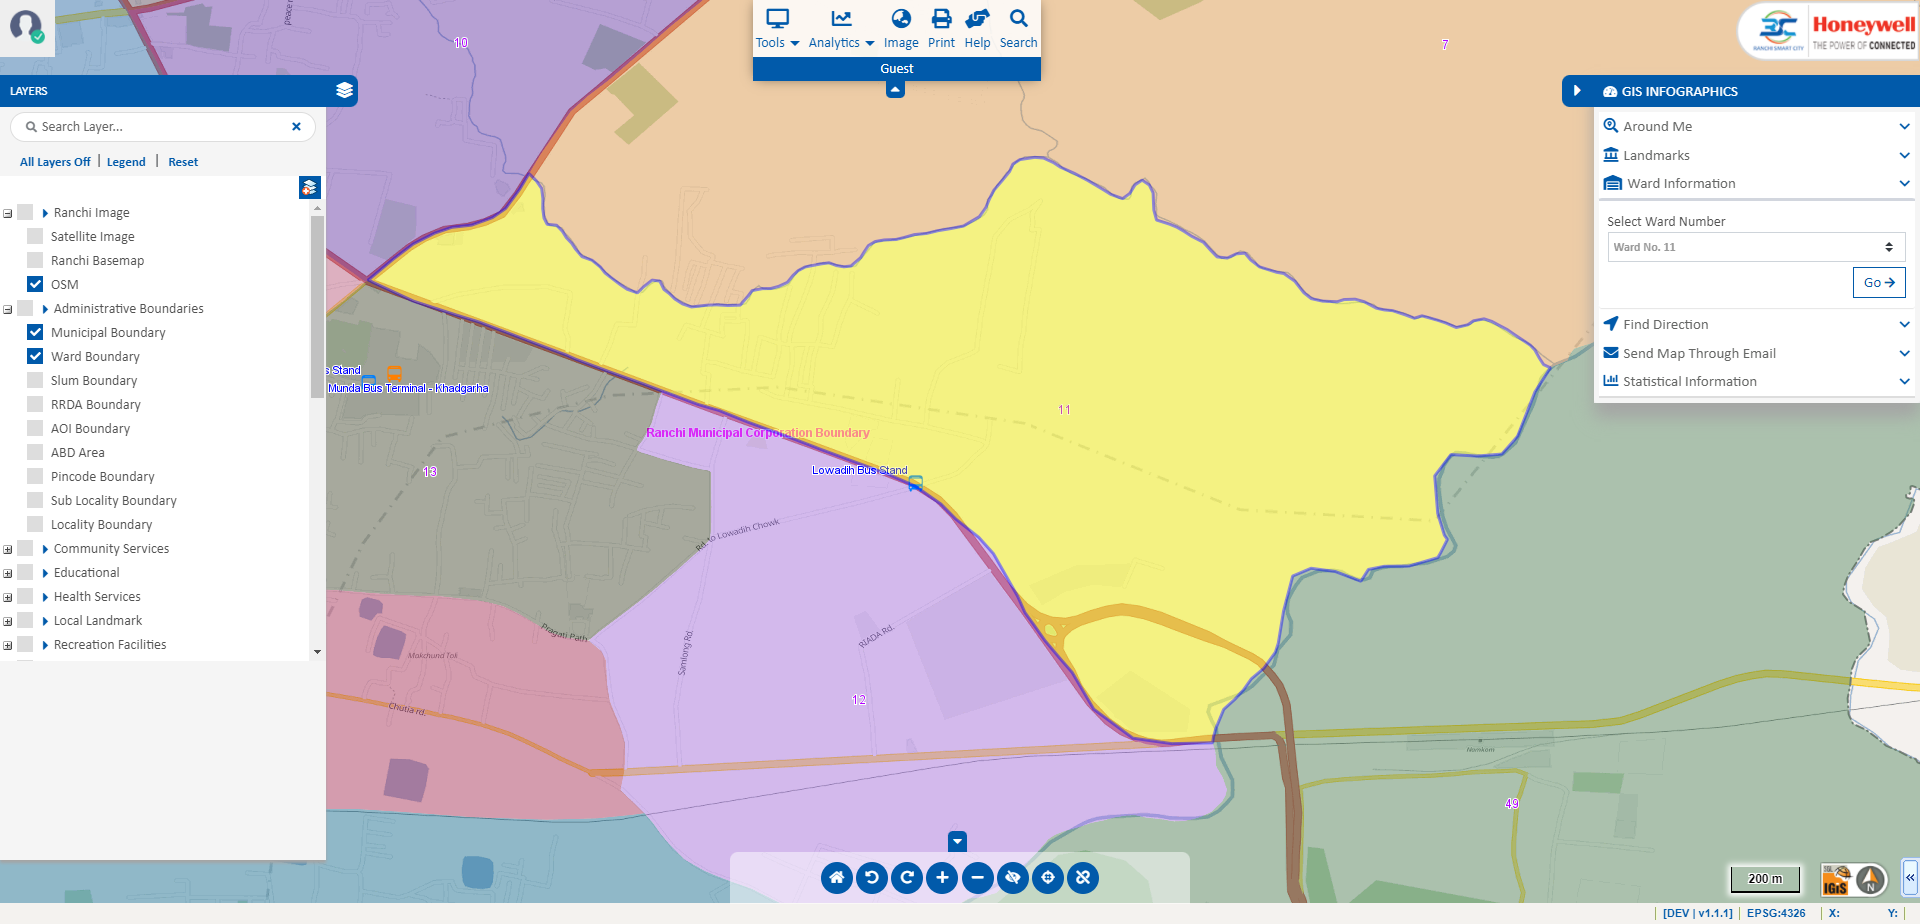 Tools
Analytics
Image
Print
Help
Search
Guest
RANCHI SMART CITY
Honeywell
THE POWER OF CONNECTED
LAYERS
Search Layer...
All Layers Off | Legend | Reset
Ranchi Image
Satellite Image
Ranchi Basemap
OSM
Administrative Boundaries
Municipal Boundary
Ward Boundary
Slum Boundary
RRDA Boundary
AOI Boundary
ABD Area
Pincode Boundary
Sub Locality Boundary
Locality Boundary
Community Services
Educational
Health Services
Local Landmark
Recreation Facilities
GIS INFOGRAPHICS
Around Me
Landmarks
Ward Information
Select Ward Number
Ward No. 11
Go
Find Direction
Send Map Through Email
Statistical Information
10
7
s Stand
Munda Bus Terminal - Khadgarha
11
Ranchi Municipal Corporation Boundary
Lowadih Bus Stand
13
Rd. to Lowadih Chowk
Pragati Path
Samlong Rd.
RIADA Rd.
Makchund Tok
12
Chutia rd.
Namkom
49
200 m
IGiS
N
[DEV | v1.1.1]
EPSG:4326
X:
Y: